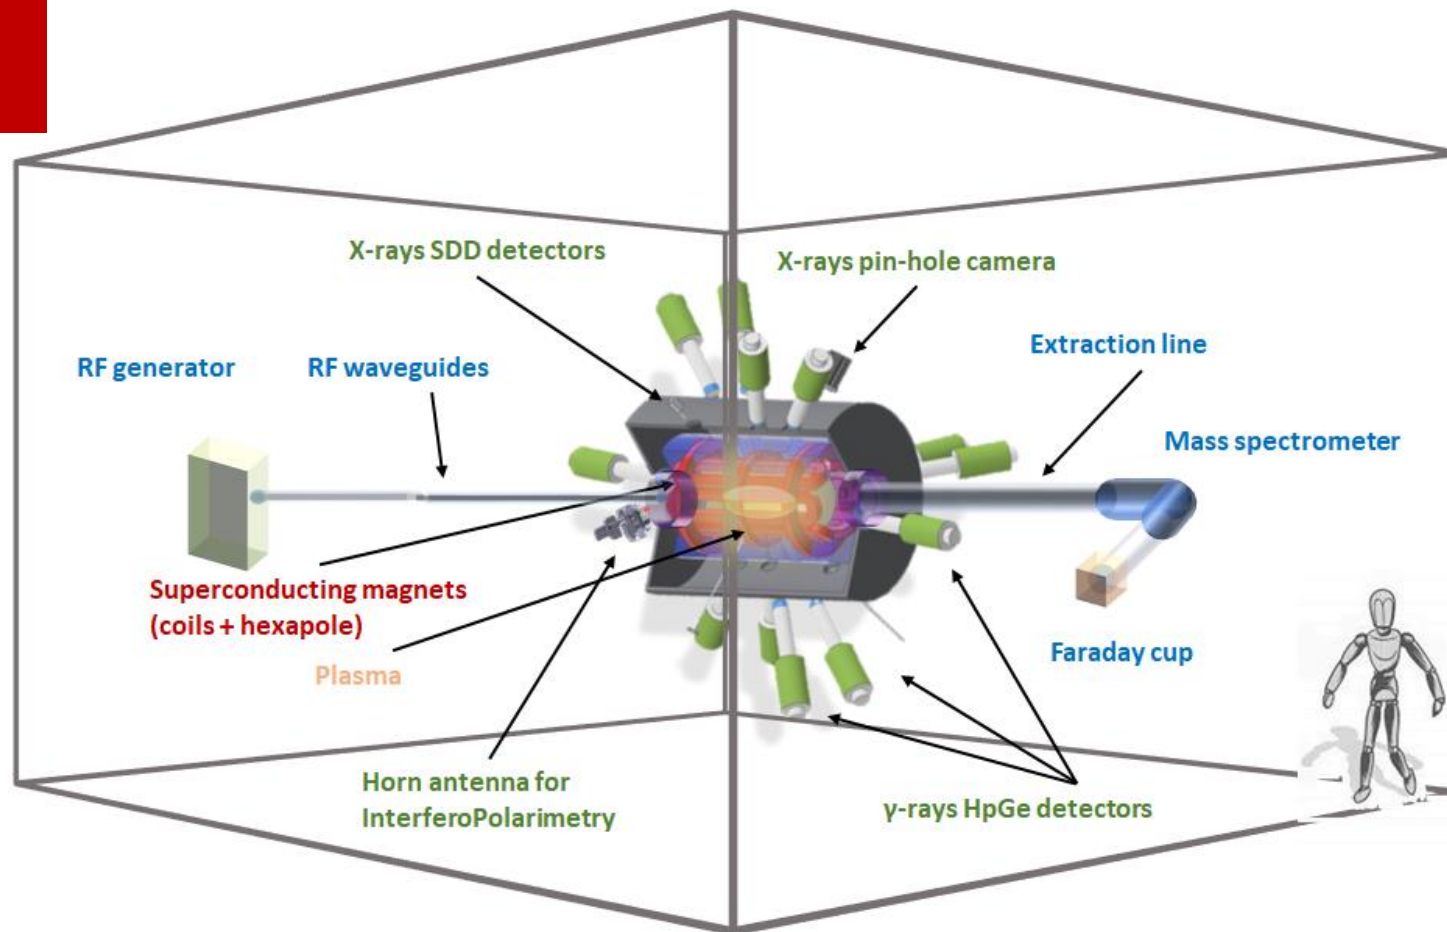 X-rays SDD detectors
X-rays pin-hole camera
RF generator
RF waveguides
Extraction line
Mass spectrometer
Superconducting magnets
(coils + hexapole)
Plasma
Faraday cup
Horn antenna for
InterferoPolarimetry
γ-rays HpGe detectors